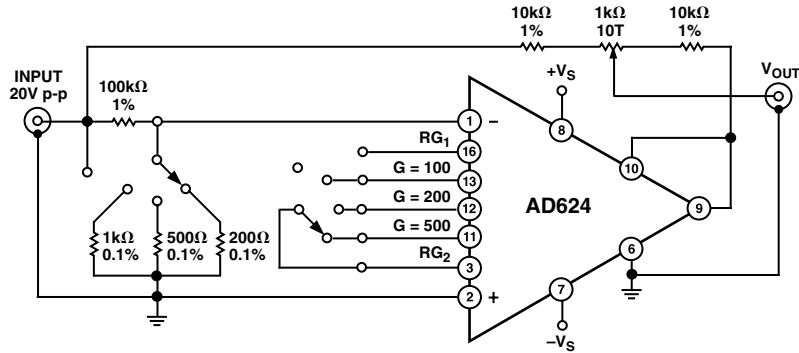 10kΩ
1%
1kΩ
10T
10kΩ
1%
INPUT
20V p-p
100kΩ
1%
+VS
VOUT
1
–
8
RG1
16
10
G = 100
13
G = 200
12
AD624
9
G = 500
11
1kΩ
0.1%
500Ω
0.1%
200Ω
0.1%
RG2
3
6
2
+
7
–VS